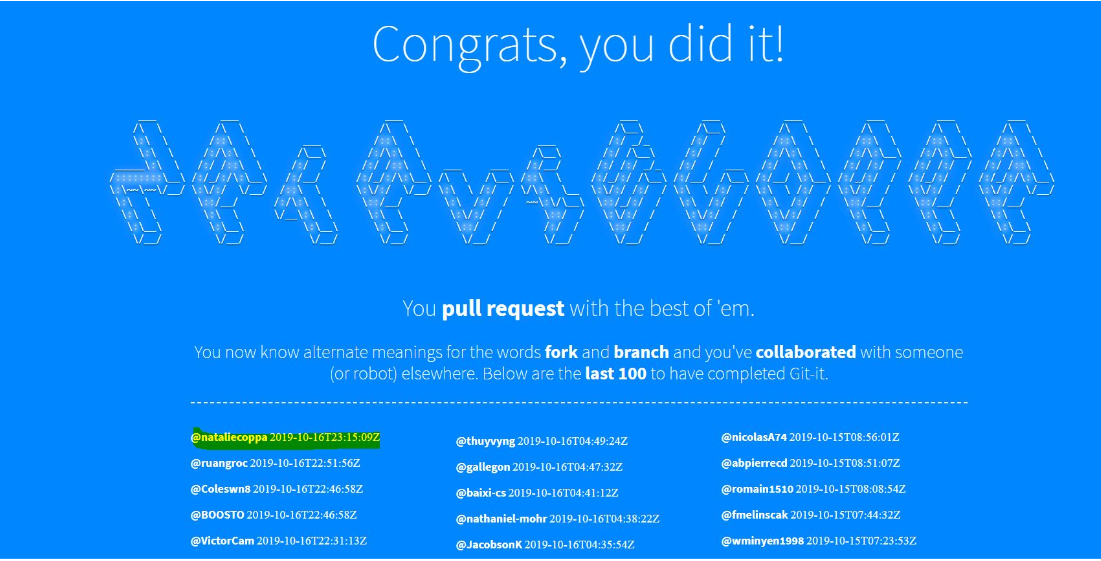 Congrats, you did it!
You pull request with the best of 'em.
You now know alternate meanings for the words fork and branch and you've collaborated with someone
(or robot) elsewhere. Below are the last 100 to have completed Git-it.
@nataliecoppa 2019-10-16T23:15:09Z
@ruangroc 2019-10-16T22:51:56Z
@Coleswn8 2019-10-16T22:46:58Z
@BOOSTO 2019-10-16T22:46:58Z
@VictorCam 2019-10-16T22:31:13Z
@thuyvyng 2019-10-16T04:49:24Z
@gallegon 2019-10-16T04:47:32Z
@baixi-cs 2019-10-16T04:41:12Z
@nathaniel-mohr 2019-10-16T04:38:22Z
@JacobsonK 2019-10-16T04:35:54Z
@nicolasA74 2019-10-15T08:56:01Z
@abpierrecd 2019-10-15T08:51:07Z
@romain1510 2019-10-15T08:08:54Z
@fmelinscak 2019-10-15T07:44:32Z
@wminyen1998 2019-10-15T07:23:53Z